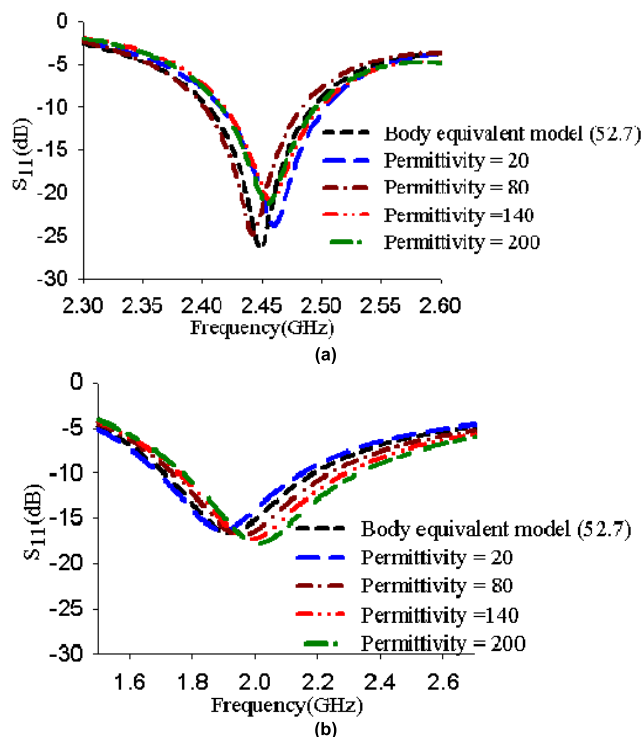 0
-5
-10
-15
-20
-25
-30
S11(dB)
Body equivalent model (52.7)
Permittivity = 20
Permittivity = 80
Permittivity =140
Permittivity = 200
2.30 2.40 2.45 2.50 2.55 2.60
Frequency(GHz)
(a)
0
-5
-10
-15
-20
-25
-30
S11(dB)
Body equivalent model (52.7)
Permittivity = 20
Permittivity = 80
Permittivity =140
Permittivity = 200
1.6 1.8 2.0 2.2 2.4 2.6
Frequency(GHz)
(b)